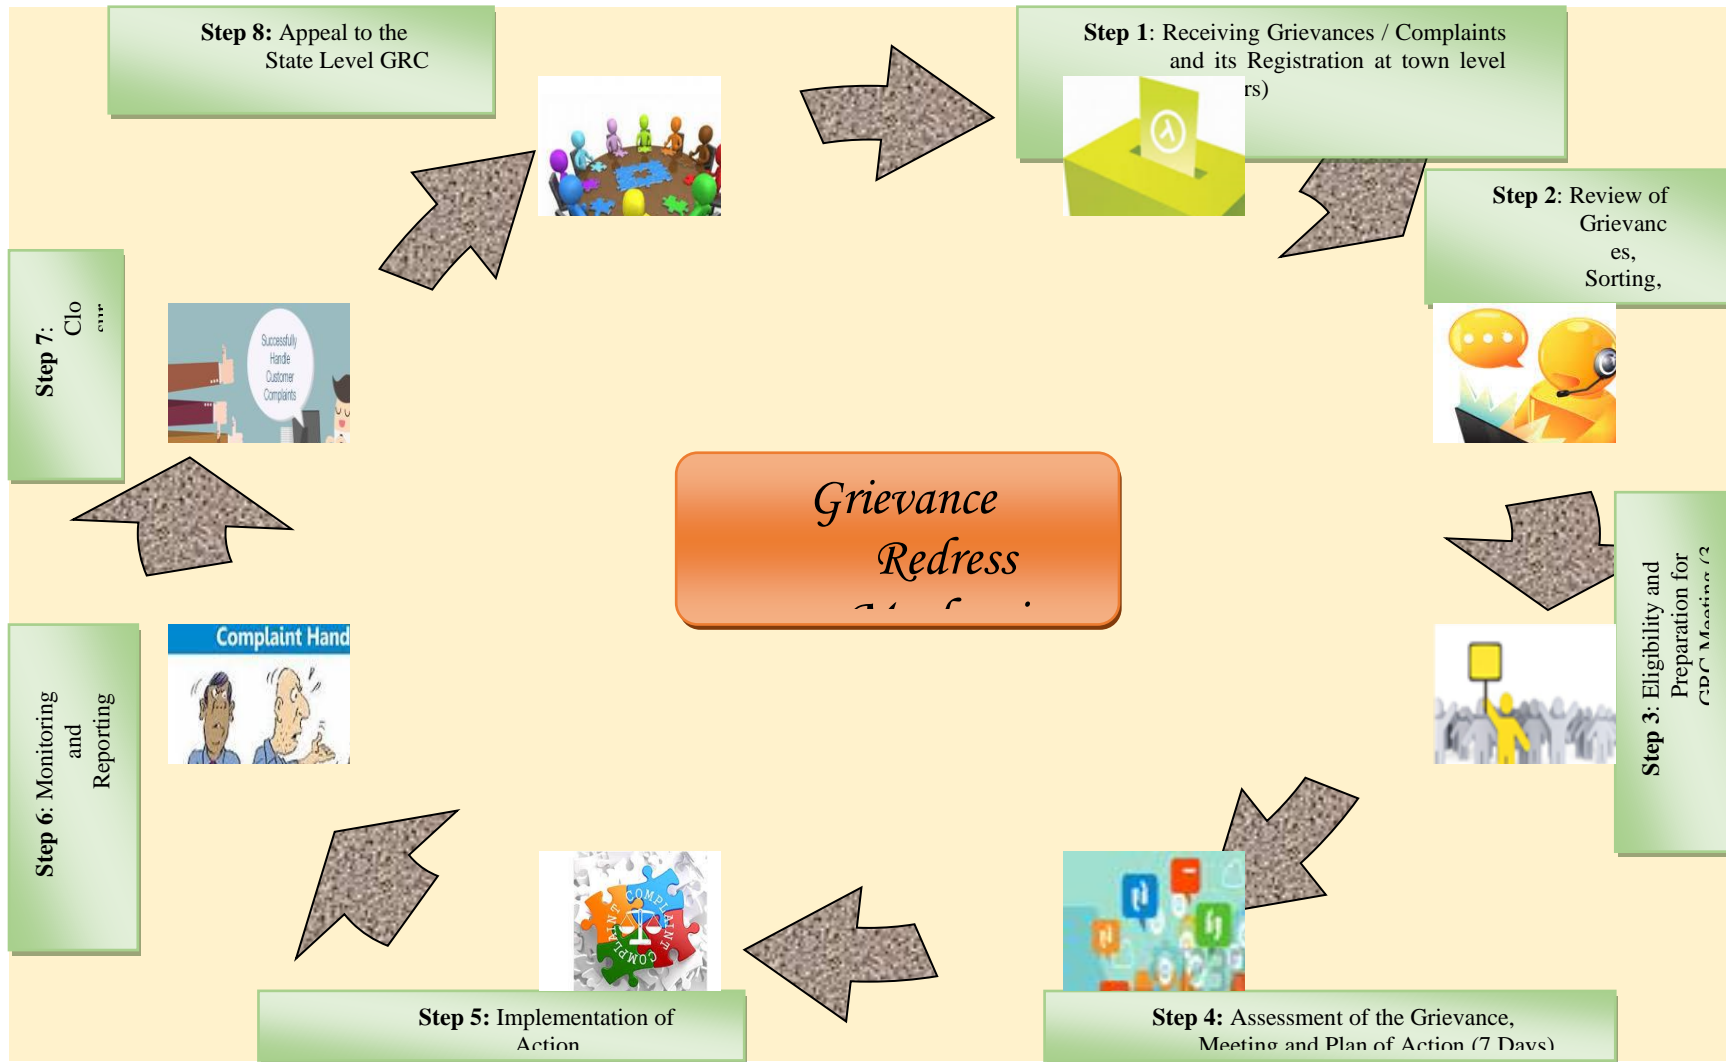 Step 8: Appeal to the
State Level GRC
Step 1: Receiving Grievances / Complaints
and its Registration at town level
rs)
Step 2: Review of
Grievanc
es,
Sorting,
Step 7:
Clo
Successfully
Handle
Customer
Complaints
Grievance
Redress
Step 3: Eligibility and
Preparation for
GRC Meeting
Complaint Hand
Step 6: Monitoring
and
Reporting
COMPLAINT COMPLAINT
Step 5: Implementation of
Action
Step 4: Assessment of the Grievance,
Meeting and Plan of Action (7 Days)